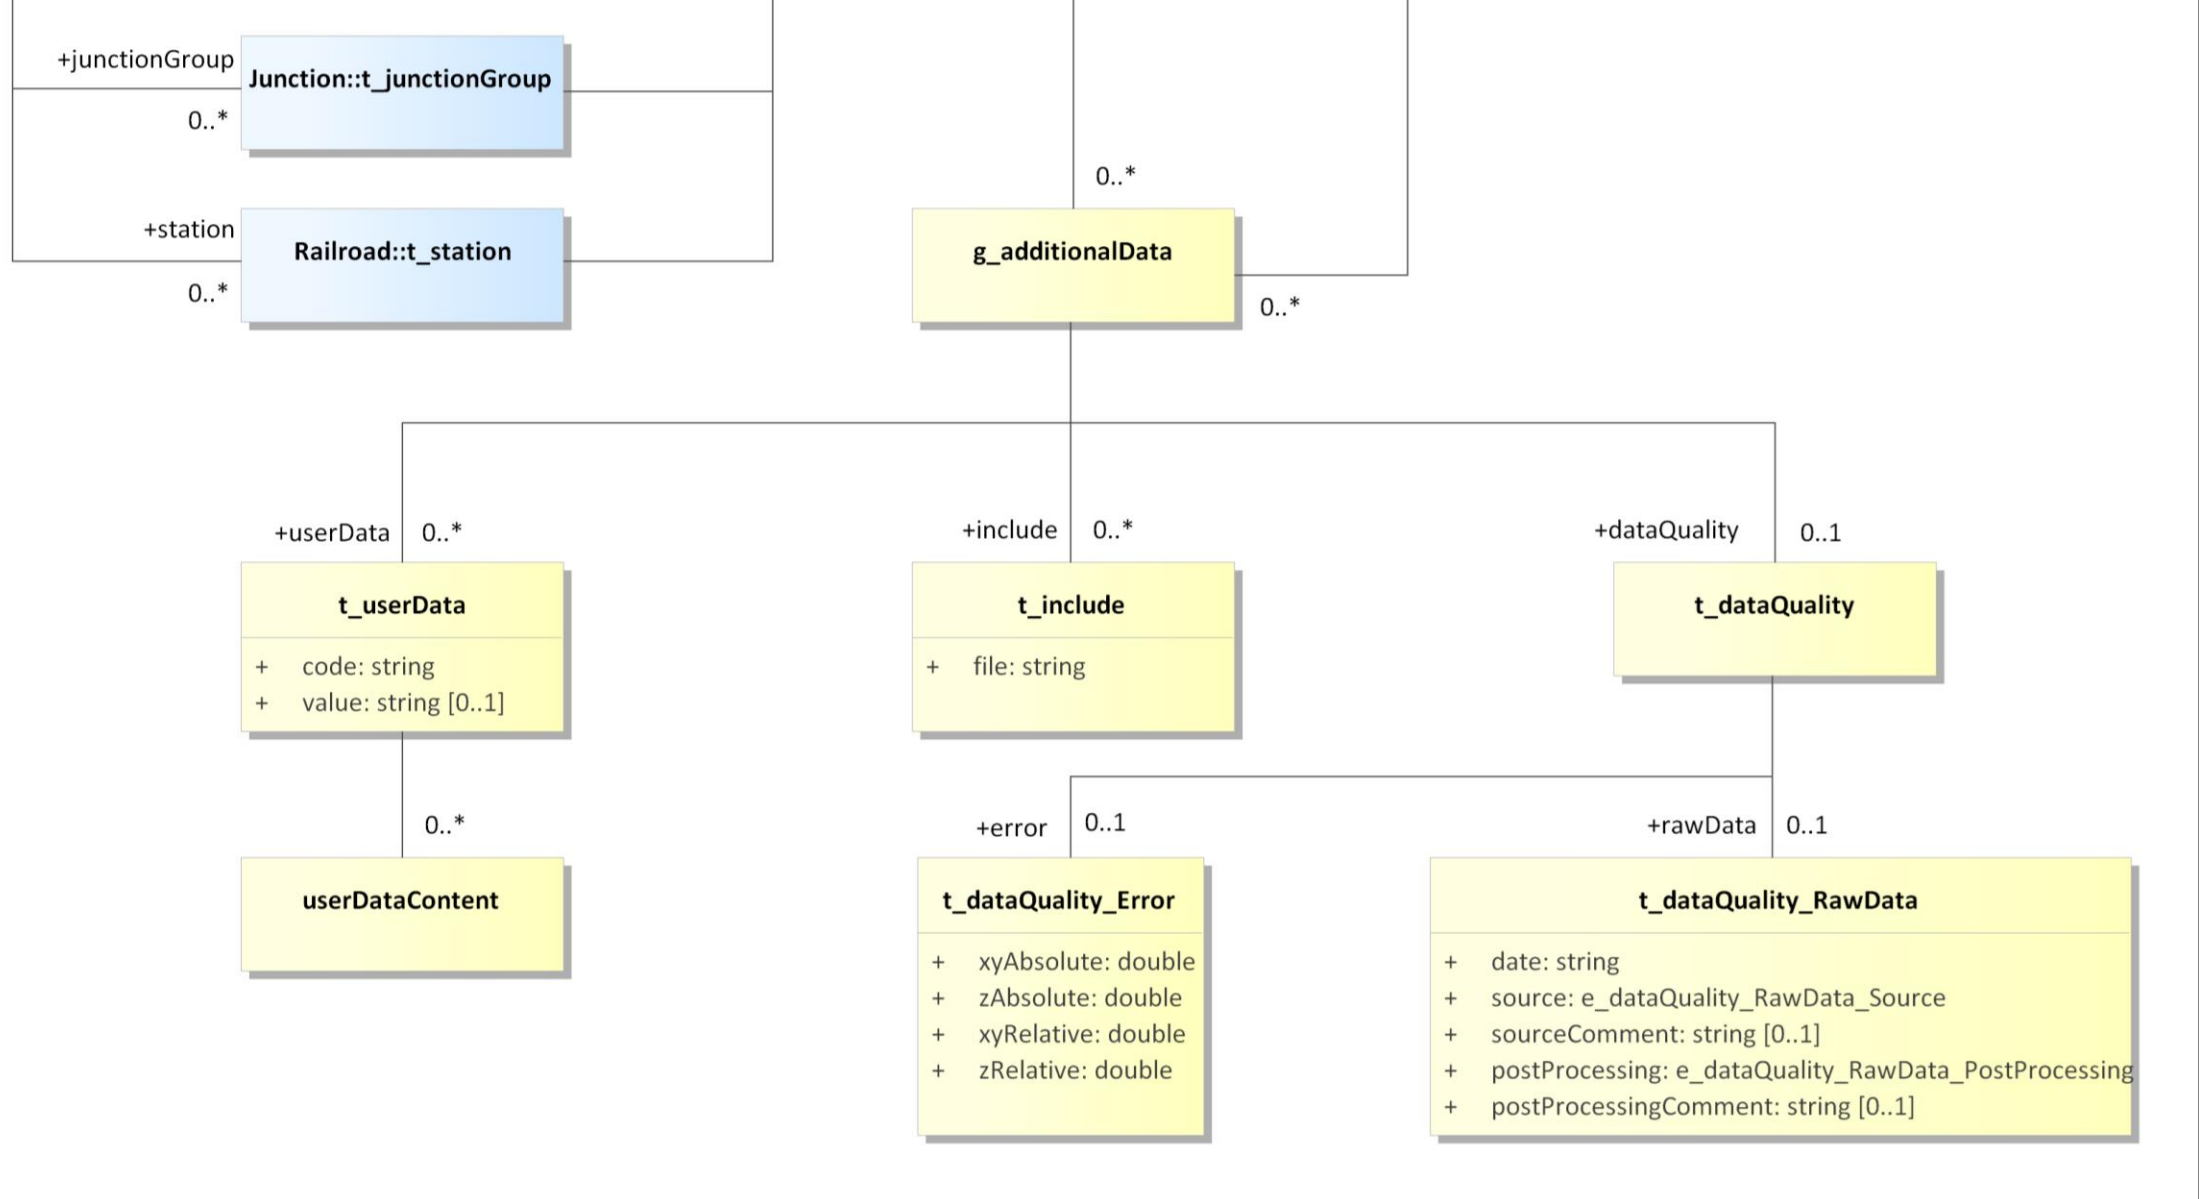 +junctionGroup
Junction::t_junctionGroup
0..*
0..*
+station
Railroad::t_station
g_additionalData
0..*
0..*
+userData
0..*
+include
0..*
+dataQuality
0..1
t_userData
+ code: string
+ value: string [0..1]
t_include
+ file: string
t_dataQuality
0..*
+error
0..1
+rawData
0..1
userDataContent
t_dataQuality_Error
+ xyAbsolute: double
+ zAbsolute: double
+ xyRelative: double
+ zRelative: double
t_dataQuality_RawData
+ date: string
+ source: e_dataQuality_RawData_Source
+ sourceComment: string [0..1]
+ postProcessing: e_dataQuality_RawData_PostProcessing
+ postProcessingComment: string [0..1]